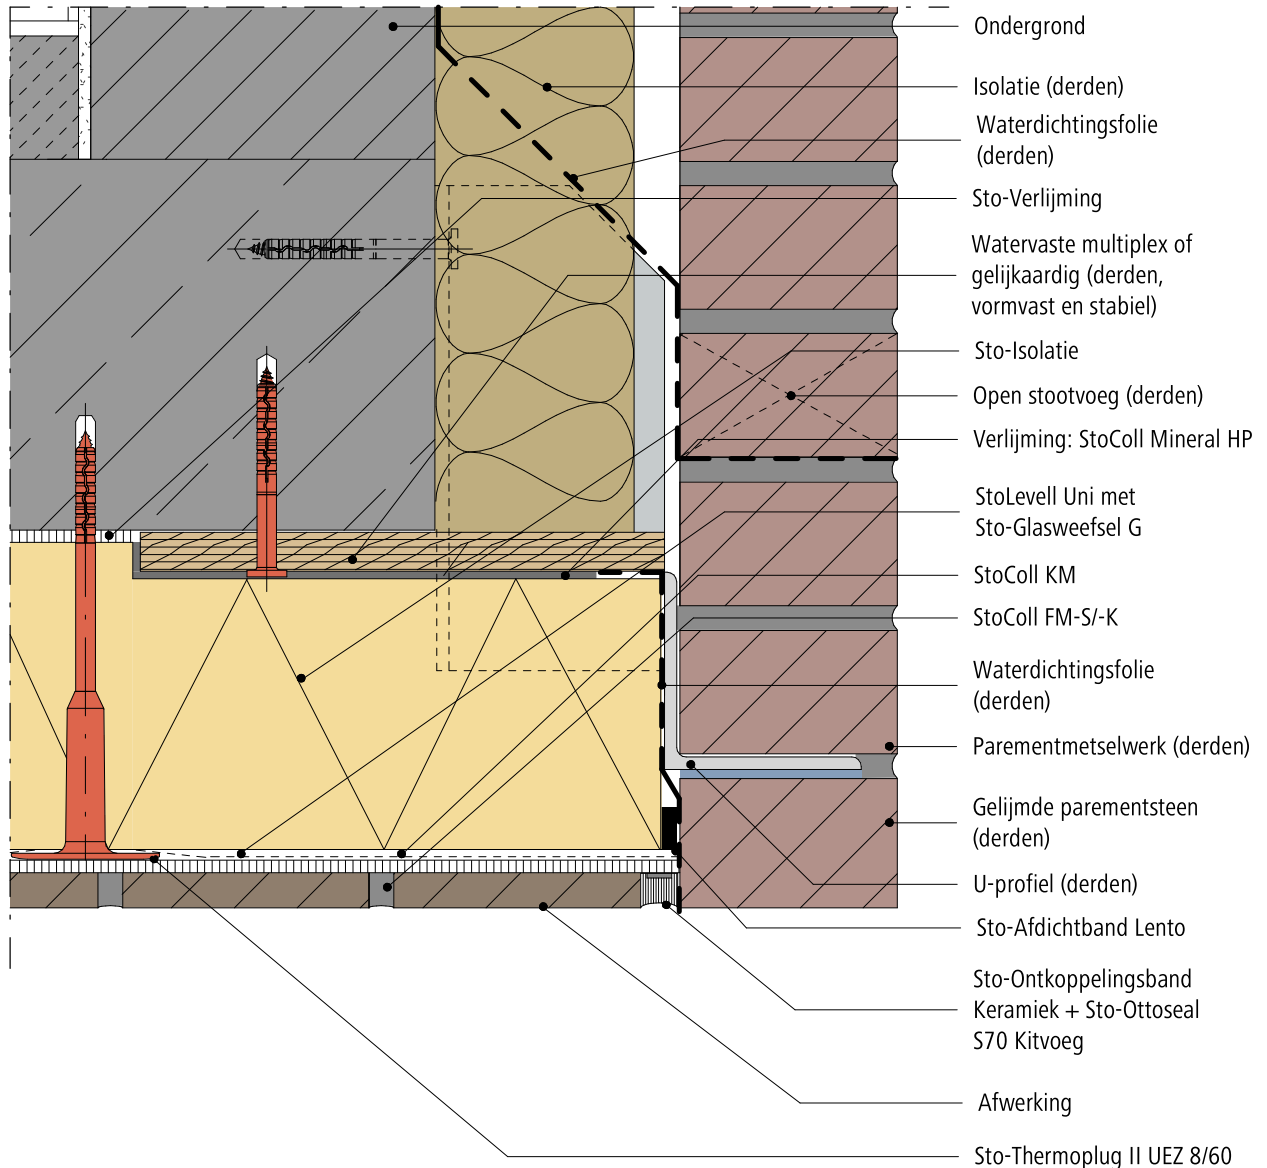 Ondergrond
Isolatie (derden)
Waterdichtingsfolie
(derden)
Sto-Verlijming
Watervaste multiplex of
gelijkaardig (derden,
vormvast en stabiel)
Sto-Isolatie
Open stootvoeg (derden)
Verlijming: StoColl Mineral HP
StoLevell Uni met
Sto-Glasweefsel G
StoColl KM
StoColl FM-S/-K
Waterdichtingsfolie
(derden)
Parementmetselwerk (derden)
Gelijmde parementsteen
(derden)
U-profiel (derden)
Sto-Afdichtband Lento
Sto-Ontkoppelingsband
Keramiek + Sto-Ottoseal
S70 Kitvoeg
Afwerking
Sto-Thermoplug II UEZ 8/60